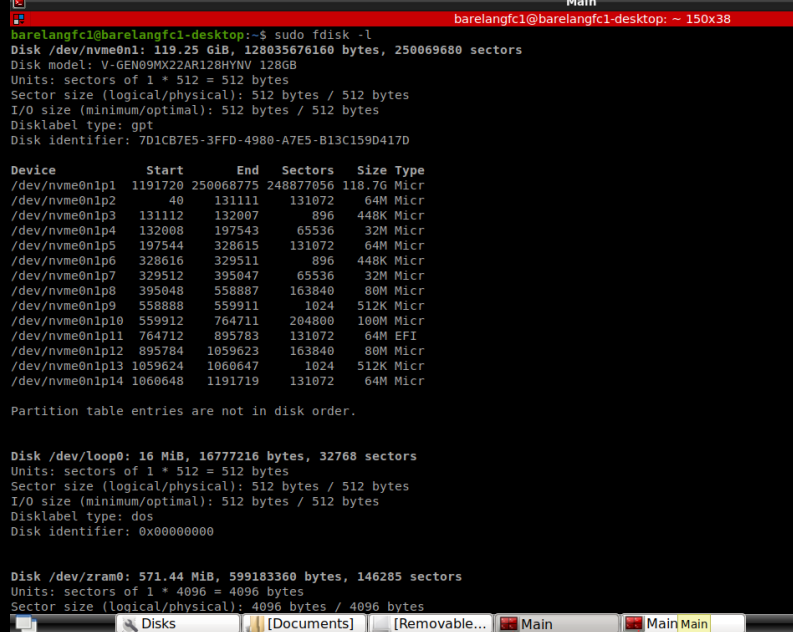 Main
barelangfc1@barelangfc1-desktop: ~ 150x38
barelangfc1@barelangfc1-desktop:~$ sudo fdisk -l
Disk /dev/nvme0n1: 119.25 GiB, 128035676160 bytes, 250069680 sectors
Disk model: V-GEN09MX22AR128HYNV 128GB
Units: sectors of 1 * 512 = 512 bytes
Sector size (logical/physical): 512 bytes / 512 bytes
I/O size (minimum/optimal): 512 bytes / 512 bytes
Disklabel type: gpt
Disk identifier: 7D1CB7E5-3FFD-4980-A7E5-B13C159D417D
Device Start End Sectors Size Type
/dev/nvme0n1p1 1191720 250068775 248877056 118.7G Micr
/dev/nvme0n1p2 40 131111 131072 64M Micr
/dev/nvme0n1p3 131112 132007 896 448K Micr
/dev/nvme0n1p4 132008 197543 65536 32M Micr
/dev/nvme0n1p5 197544 328615 131072 64M Micr
/dev/nvme0n1p6 328616 329511 896 448K Micr
/dev/nvme0n1p7 329512 395047 65536 32M Micr
/dev/nvme0n1p8 395048 558887 163840 80M Micr
/dev/nvme0n1p9 558888 559911 1024 512K Micr
/dev/nvme0n1p10 559912 764711 204800 100M Micr
/dev/nvme0n1p11 764712 895783 131072 64M EFI
/dev/nvme0n1p12 895784 1059623 163840 80M Micr
/dev/nvme0n1p13 1059624 1060647 1024 512K Micr
/dev/nvme0n1p14 1060648 1191719 131072 64M Micr
Partition table entries are not in disk order.
Disk /dev/loop0: 16 MiB, 16777216 bytes, 32768 sectors
Units: sectors of 1 * 512 = 512 bytes
Sector size (logical/physical): 512 bytes / 512 bytes
I/O size (minimum/optimal): 512 bytes / 512 bytes
Disklabel type: dos
Disk identifier: 0x00000000
Disk /dev/zram0: 571.44 MiB, 599183360 bytes, 146285 sectors
Units: sectors of 1 * 4096 = 4096 bytes
Sector size (logical/physical): 4096 bytes / 4096 bytes
Disks [Documents] [Removable... Main Main Main